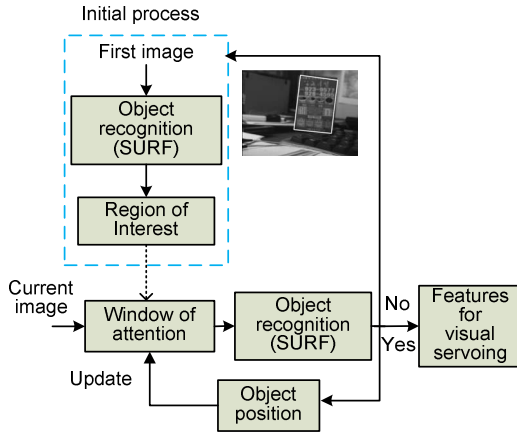 Initial process
First image
Object
recognition
(SURF)
Region of
Interest
Current
image
Window of
attention
Object
recognition
(SURF)
No
Yes
Features
for
visual
servoing
Update
Object
position